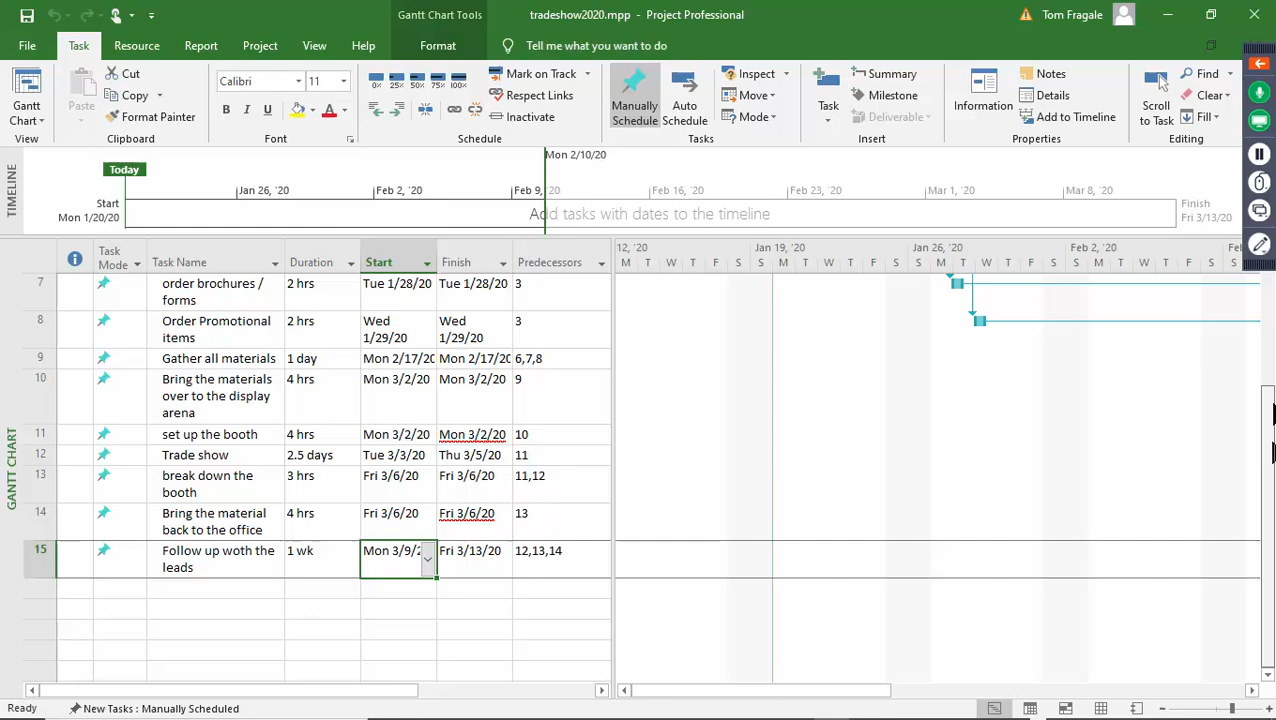 Gantt Chart Tools
tradeshow2020.mpp - Project Professional
Tom Fragale
File Task Resource Report Project View Help Format Tell me what you want to do
Gantt
Chart
View
Paste
Cut
Copy
Format Painter
Clipboard
Calibri 11
B I U A
Font
0% 25% 50% 75% 100%
Mark on Track
Respect Links
Inactivate
Schedule
Manually
Schedule
Auto
Schedule
Inspect
Move
Mode
Tasks
Task
Summary
Milestone
Deliverable
Insert
Information
Notes
Details
Add to Timeline
Properties
Scroll
to Task
Find
Clear
Fill
Editing
TIMELINE
Mon 2/10/20
Today
Jan 26, '20 Feb 2, '20 Feb 9, '20 Feb 16, '20 Feb 23, '20 Mar 1, '20 Mar 8, '20
Start
Mon 1/20/20
Add tasks with dates to the timeline
Finish
Fri 3/13/20
GANTT CHART
Task
Mode
Task Name Duration Start Finish Predecessors
12, '20 Jan 19, '20 Jan 26, '20 Feb 2, '20
M T W T F S S M T W T F S S M T W T F S S M T W T F S S M
7 order brochures / 2 hrs Tue 1/28/20 Tue 1/28/20 3
forms
8 Order Promotional 2 hrs Wed Wed 3
items 1/29/20 1/29/20
9 Gather all materials 1 day Mon 2/17/20 Mon 2/17/20 6,7,8
10 Bring the materials 4 hrs Mon 3/2/20 Mon 3/2/20 9
over to the display
arena
11 set up the booth 4 hrs Mon 3/2/20 Mon 3/2/20 10
12 Trade show 2.5 days Tue 3/3/20 Thu 3/5/20 11
13 break down the 3 hrs Fri 3/6/20 Fri 3/6/20 11,12
booth
14 Bring the material 4 hrs Fri 3/6/20 Fri 3/6/20 13
back to the office
15 Follow up woth the 1 wk Mon 3/9/2 Fri 3/13/20 12,13,14
leads
Ready New Tasks : Manually Scheduled